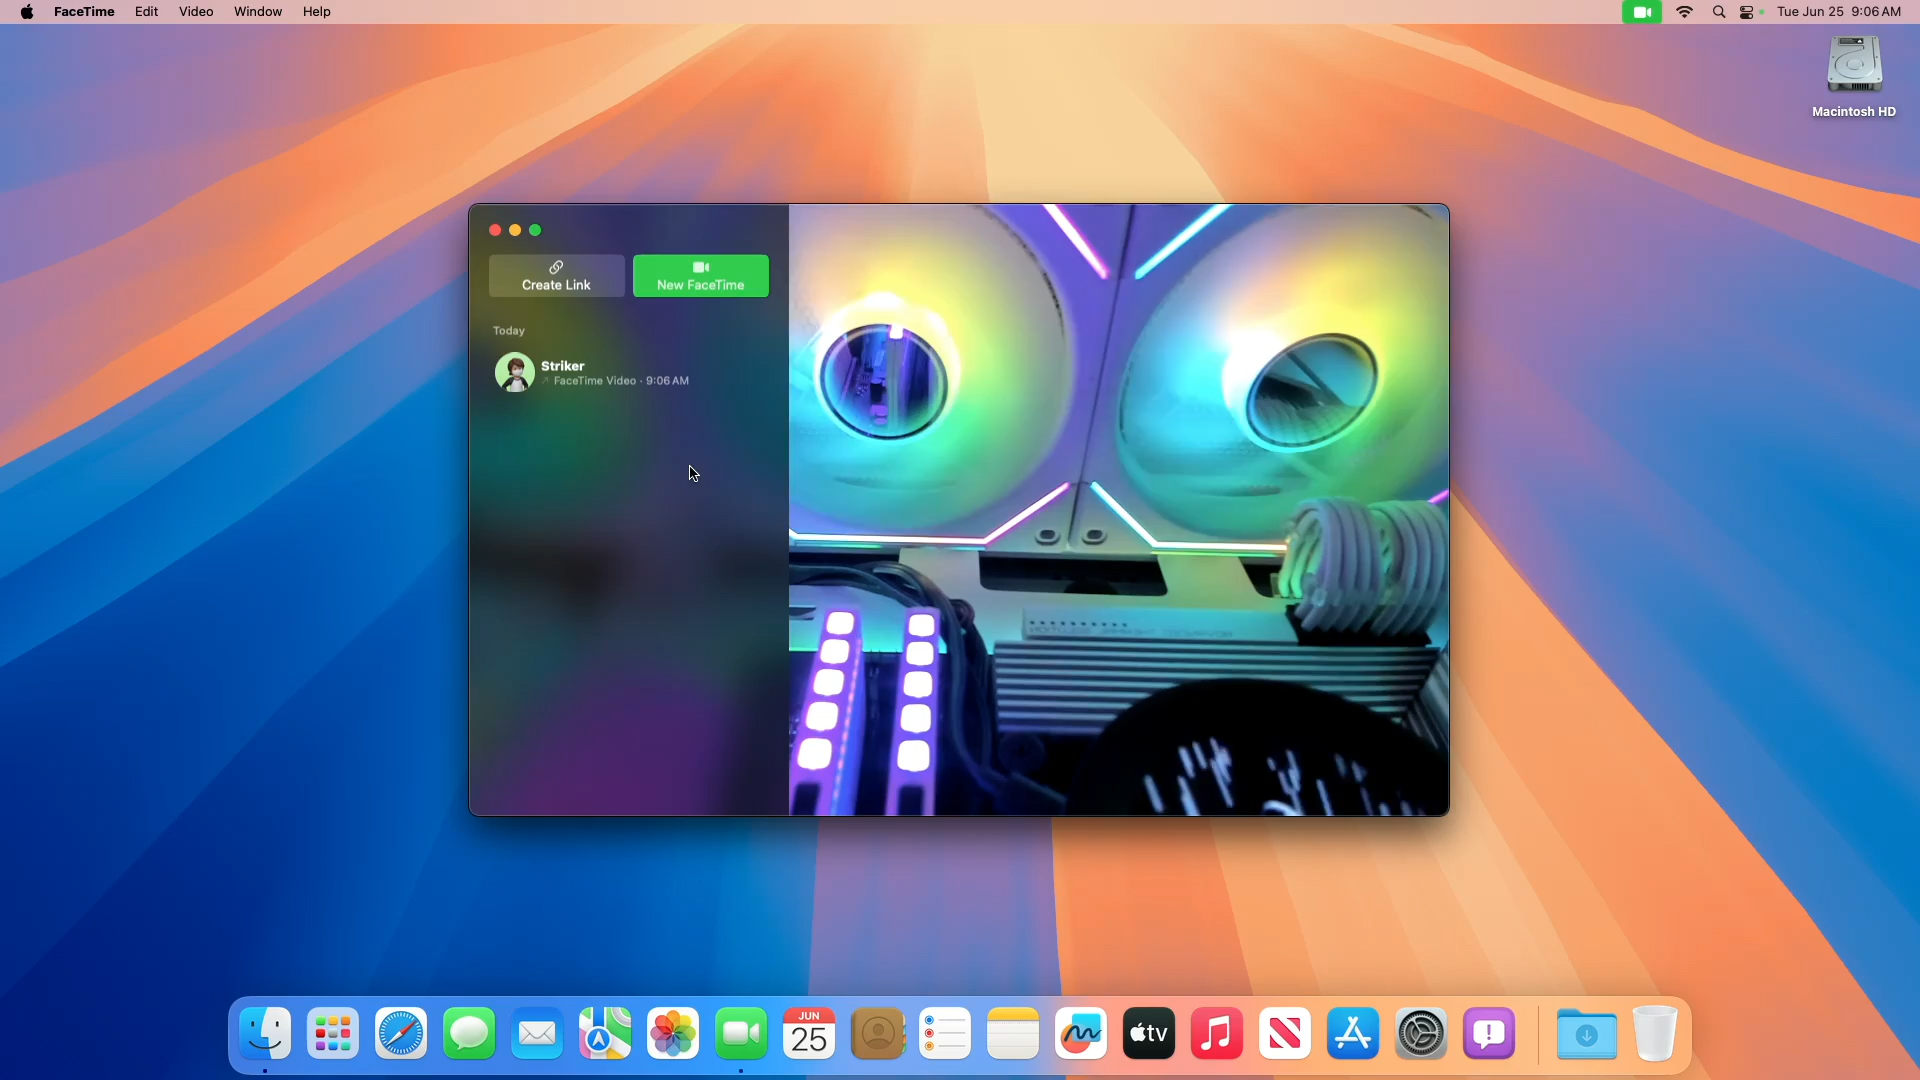 FaceTime Edit Video Window Help
Tue Jun 25 9:06 AM
Macintosh HD
Create Link
New FaceTime
Today
Striker
FaceTime Video · 9:06 AM
JUN
25
tv